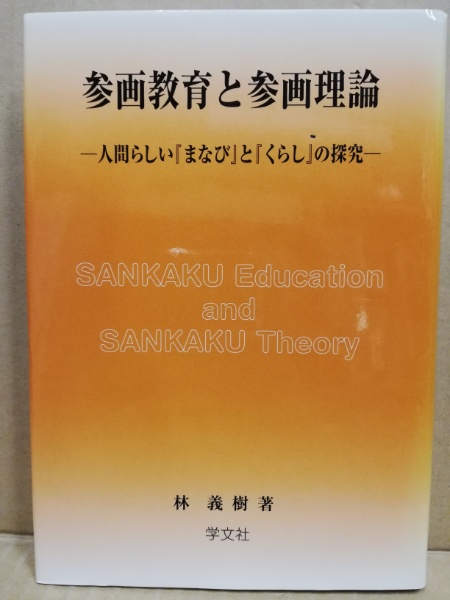 参画教育と参画理論
―人間らしい『まなび』と『くらし』の探究―
SANKAKU Education
and
SANKAKU Theory
林 義樹著
学文社